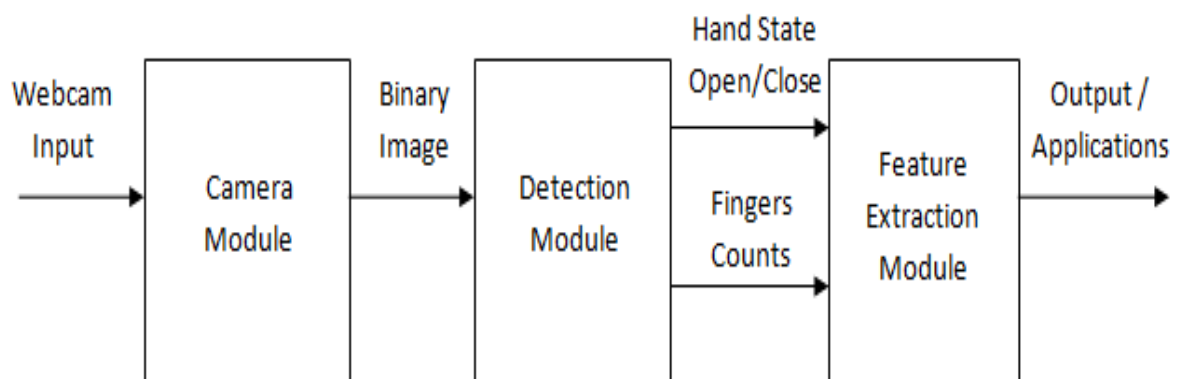 Webcam
Input
Camera
Module
Binary
Image
Detection
Module
Hand State
Open/Close
Fingers
Counts
Feature
Extraction
Module
Output /
Applications